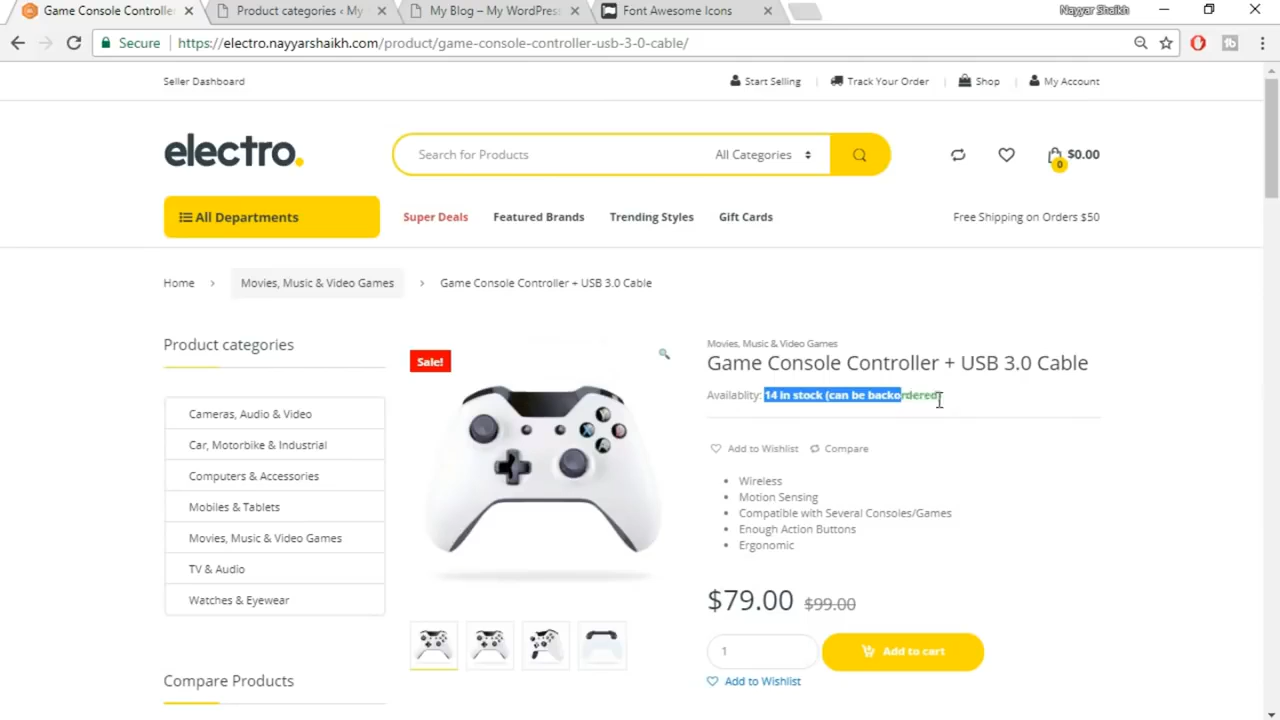 Game Console Controlle
Product categories ‹ My
My Blog – My WordPres
Font Awesome Icons
Nayyar Shaikh
Secure
https://electro.nayyarshaikh.com/product/game-console-controller-usb-3-0-cable/
Seller Dashboard
Start Selling
Track Your Order
Shop
My Account
electro.
Search for Products
All Categories
0
$0.00
All Departments
Super Deals
Featured Brands
Trending Styles
Gift Cards
Free Shipping on Orders $50
Home > Movies, Music & Video Games > Game Console Controller + USB 3.0 Cable
Product categories
Cameras, Audio & Video
Car, Motorbike & Industrial
Computers & Accessories
Mobiles & Tablets
Movies, Music & Video Games
TV & Audio
Watches & Eyewear
Compare Products
Sale!
Movies, Music & Video Games
Game Console Controller + USB 3.0 Cable
Availablity: 14 in stock (can be backordered)
Add to Wishlist
Compare
Wireless
Motion Sensing
Compatible with Several Consoles/Games
Enough Action Buttons
Ergonomic
$79.00 $99.00
1
Add to cart
Add to Wishlist